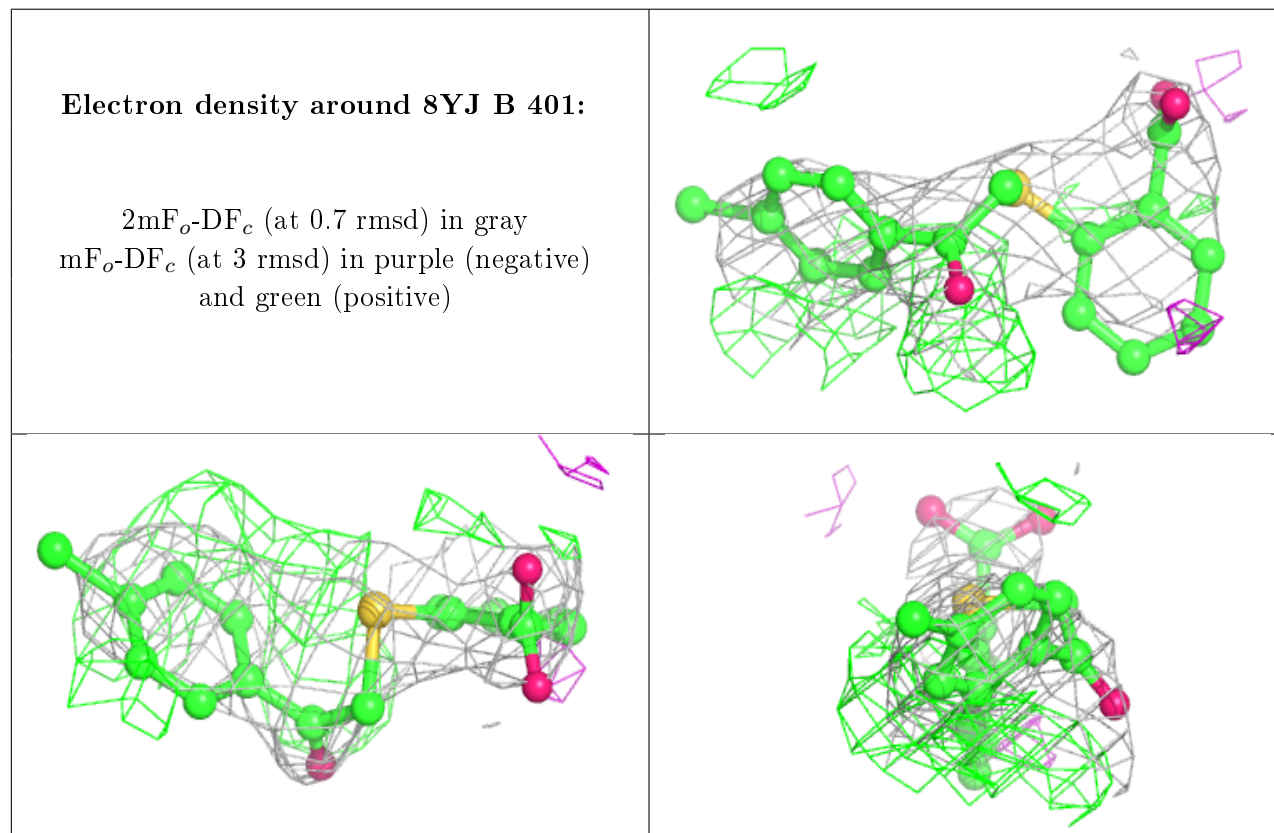 Electron density around 8YJ B 401:
2mFo-DFc (at 0.7 rmsd) in gray
mFo-DFc (at 3 rmsd) in purple (negative)
and green (positive)